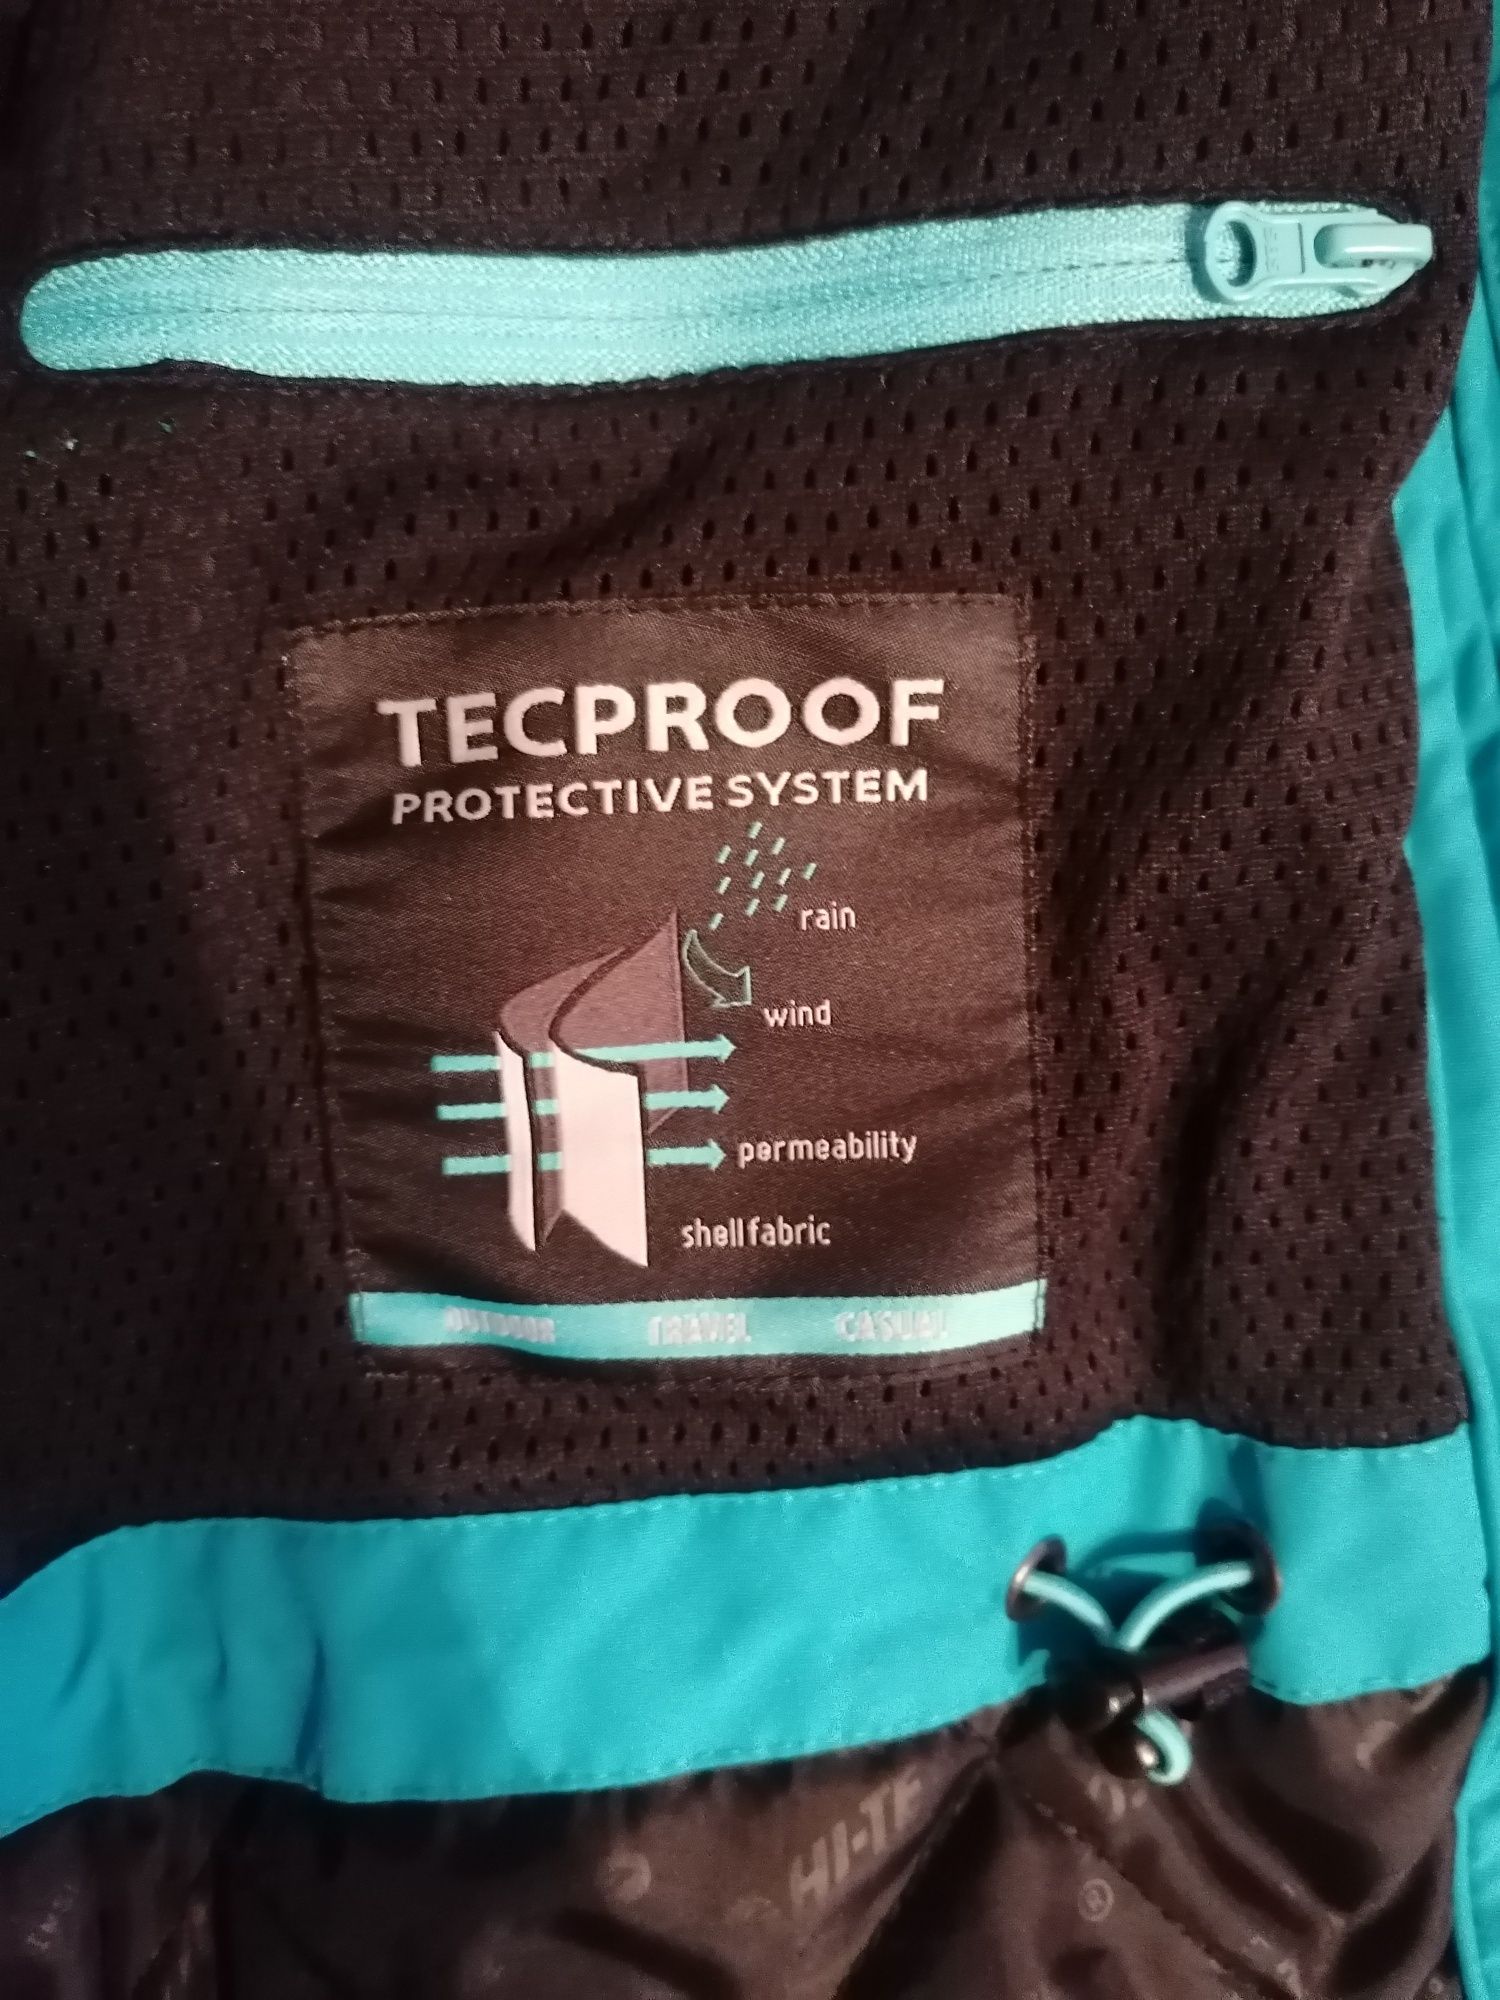 TECPROOF
PROTECTIVE SYSTEM
rain
wind
permeability
shell fabric
OUTDOOR TRAVEL CASUAL
HI-TE
®